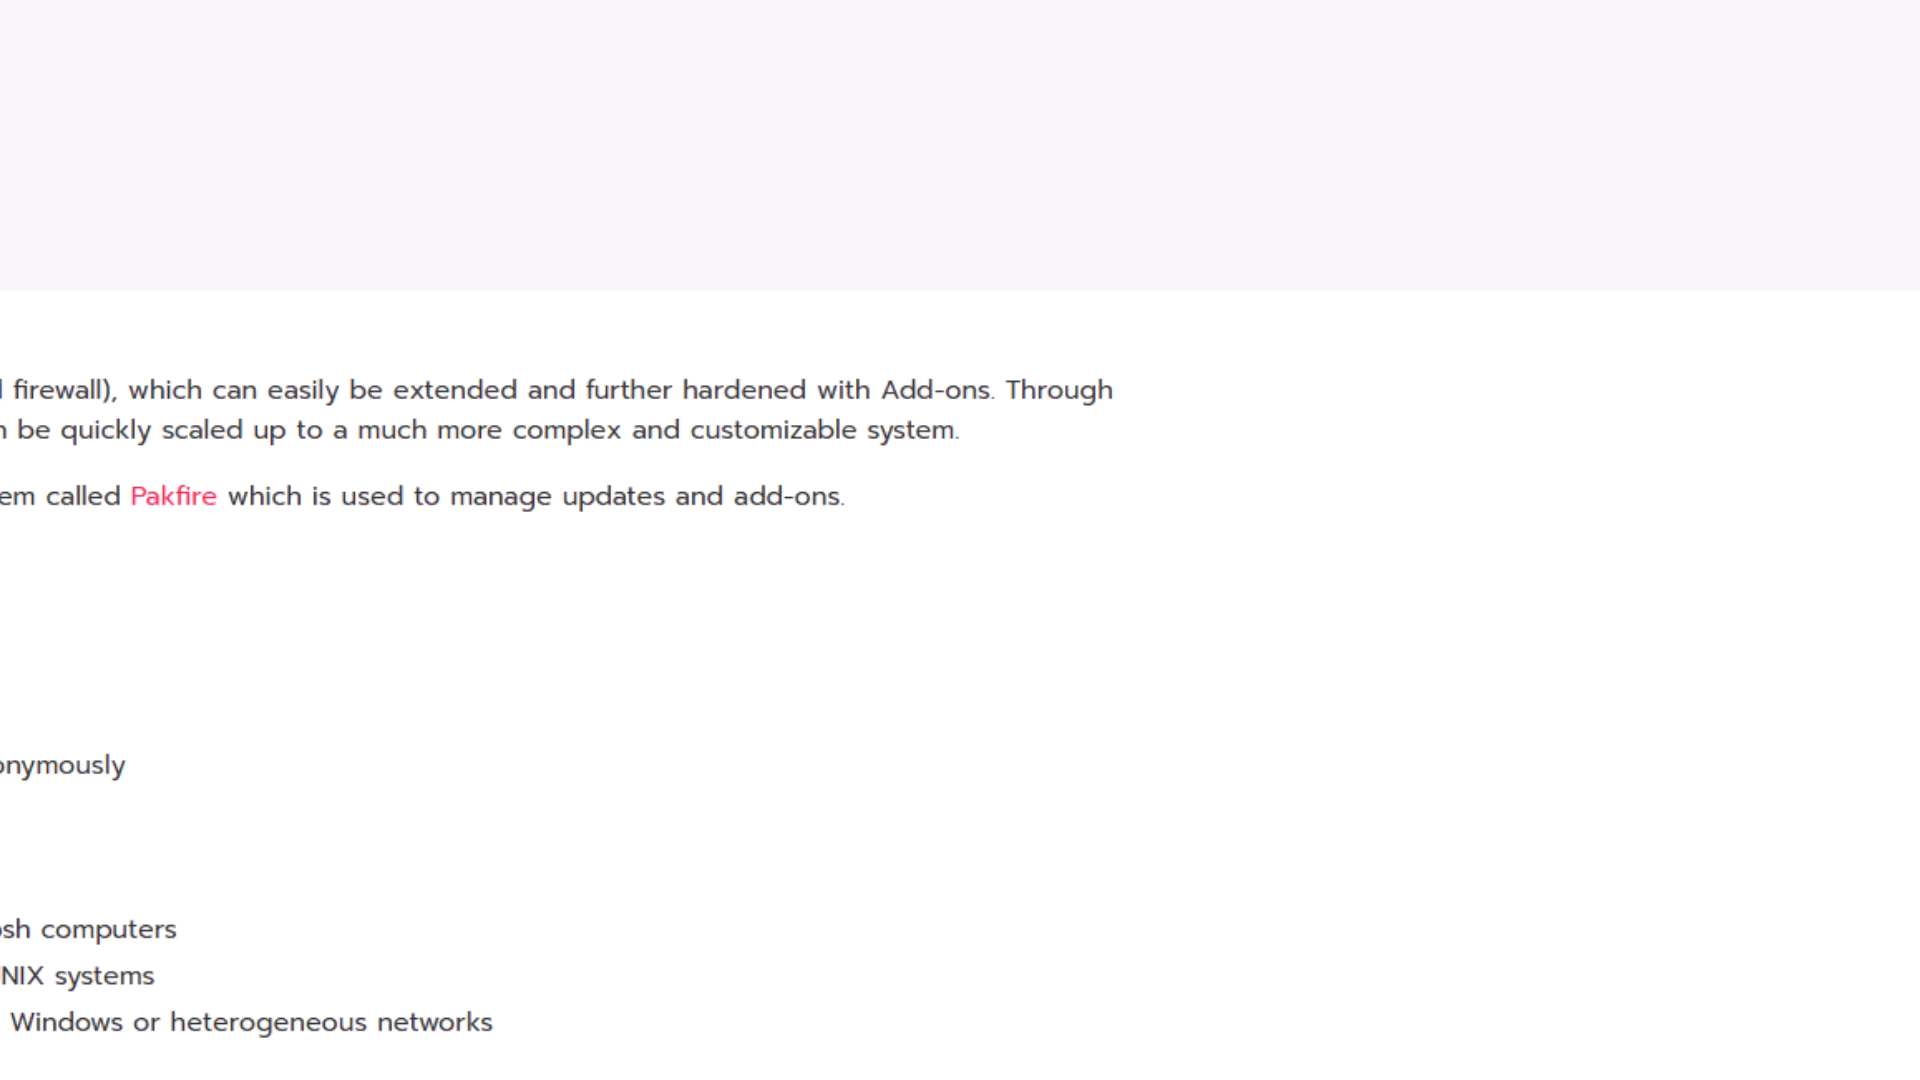 firewall), which can easily be extended and further hardened with Add-ons. Through
be quickly scaled up to a much more complex and customizable system.
called Pakfire which is used to manage updates and add-ons.
onymously
osh computers
NIX systems
Windows or heterogeneous networks